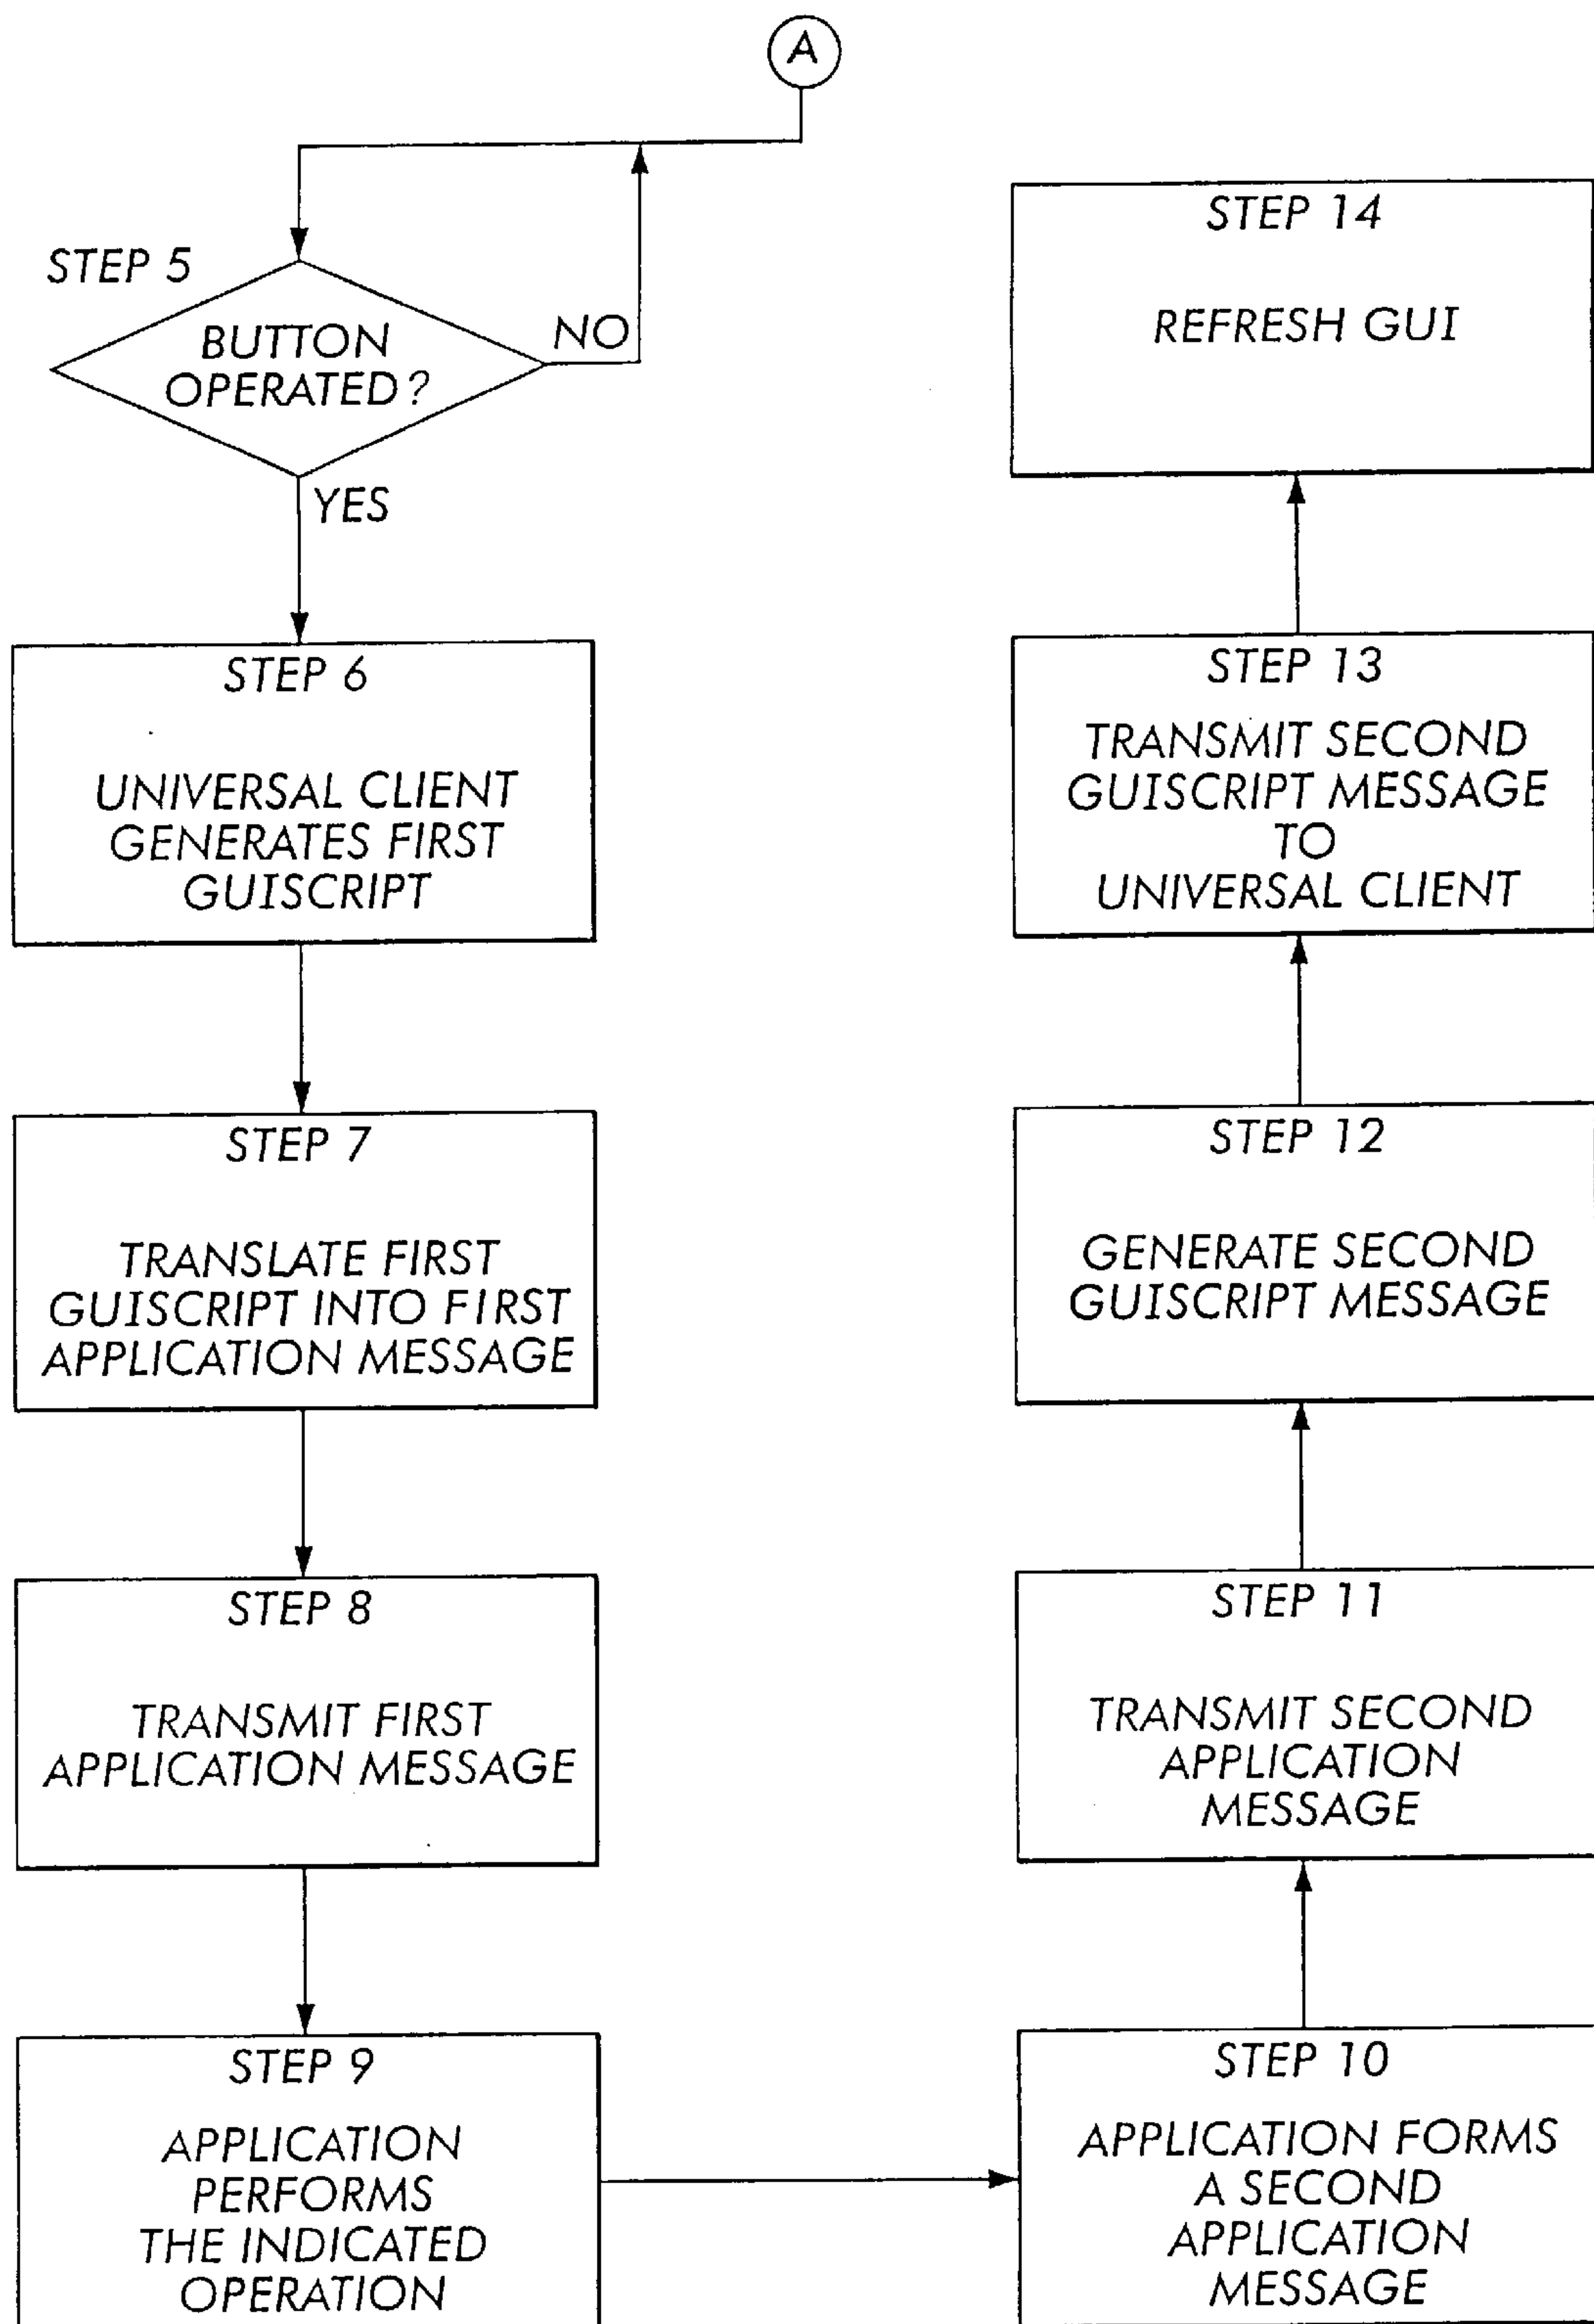 A
STEP 5
BUTTON
OPERATED?
NO
YES
STEP 6
UNIVERSAL CLIENT
GENERATES FIRST
GUISCRIPT
STEP 7
TRANSLATE FIRST
GUISCRIPT INTO FIRST
APPLICATION MESSAGE
STEP 8
TRANSMIT FIRST
APPLICATION MESSAGE
STEP 9
APPLICATION
PERFORMS
THE INDICATED
OPERATION
STEP 10
APPLICATION FORMS
A SECOND
APPLICATION
MESSAGE
STEP 11
TRANSMIT SECOND
APPLICATION
MESSAGE
STEP 12
GENERATE SECOND
GUISCRIPT MESSAGE
STEP 13
TRANSMIT SECOND
GUISCRIPT MESSAGE
TO
UNIVERSAL CLIENT
STEP 14
REFRESH GUI